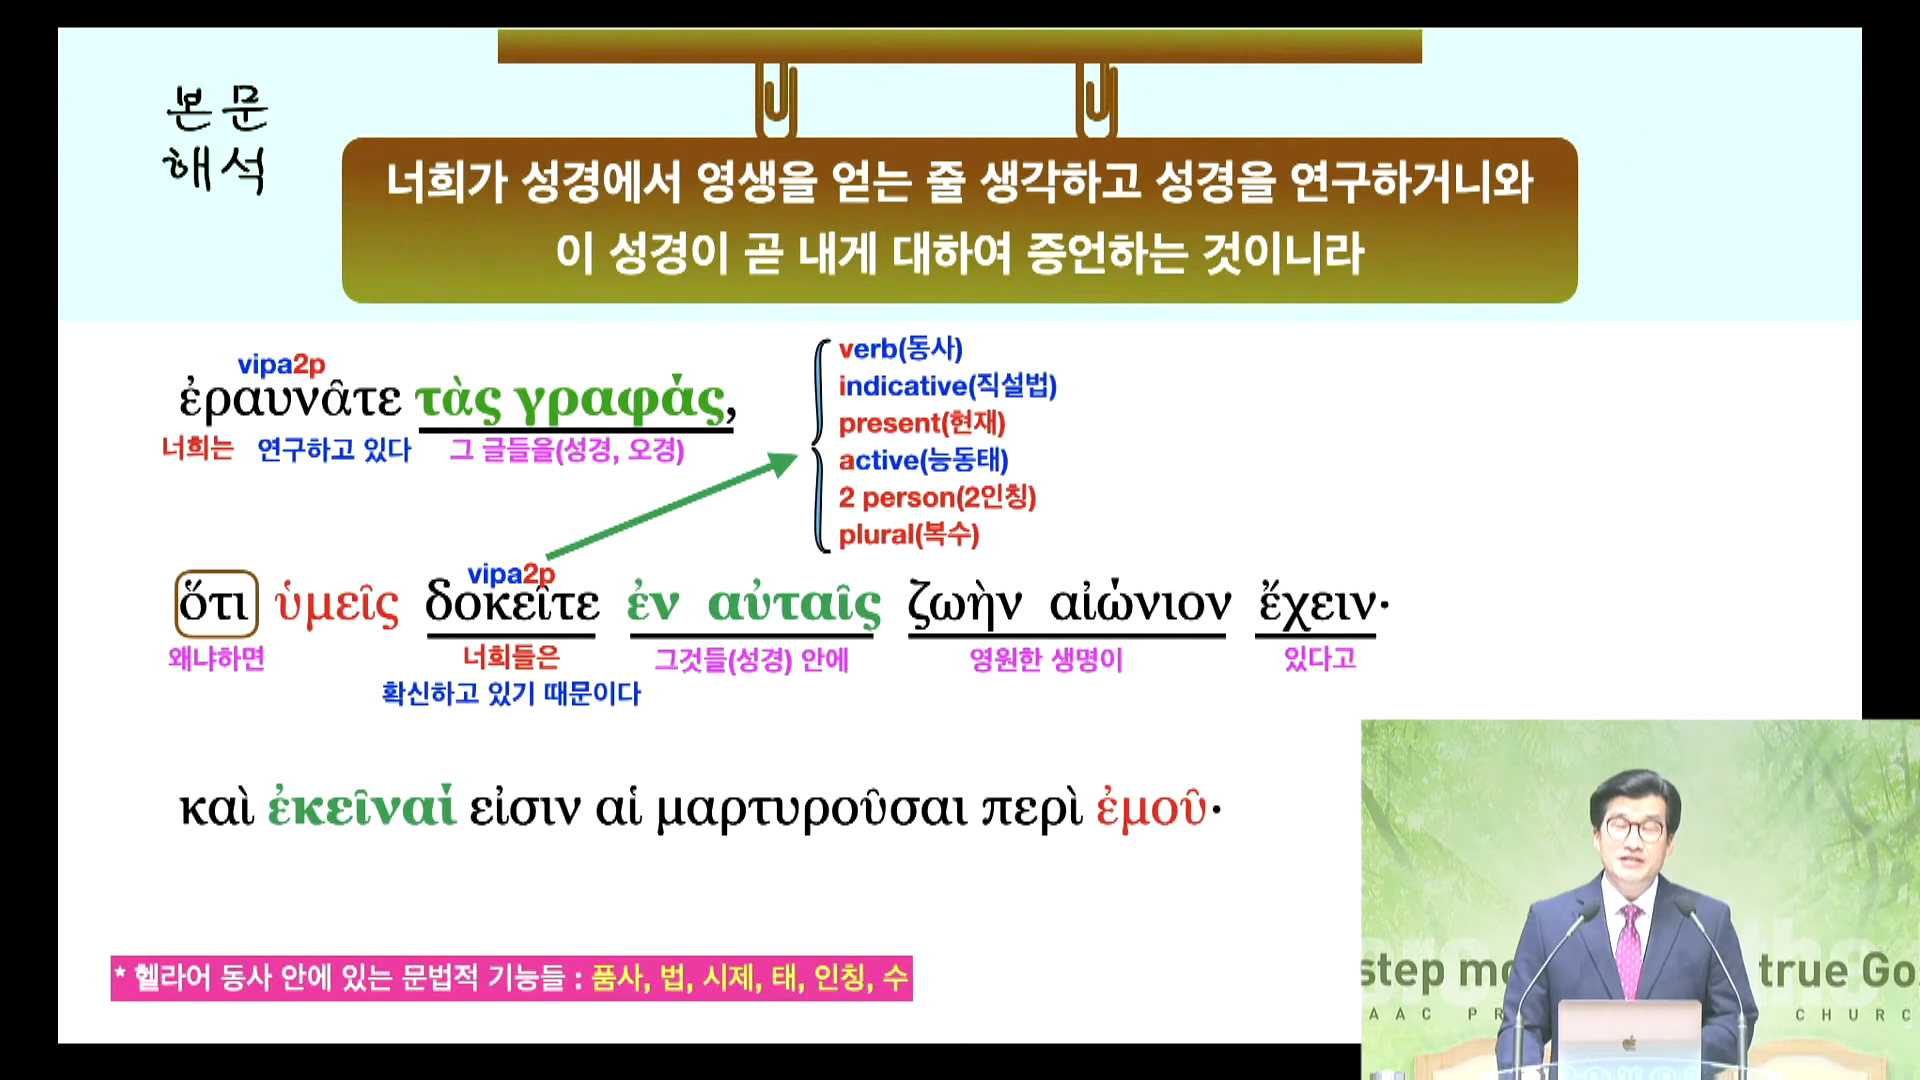 본문
해석
너희가 성경에서 영생을 얻는 줄 생각하고 성경을 연구하거니와
이 성경이 곧 내게 대하여 증언하는 것이니라
vipa2p
ἐραυνᾶτε τὰς γραφάς,
너희는 연구하고 있다 그 글들을(성경, 오경)
verb(동사)
indicative(직설법)
present(현재)
active(능동태)
2 person(2인칭)
plural(복수)
vipa2p
ὅτι ὑμεῖς δοκεῖτε ἐν αὐταῖς ζωὴν αἰώνιον ἔχειν·
왜냐하면 너희들은 그것들(성경) 안에 영원한 생명이 있다고
확신하고 있기 때문이다
καὶ ἐκεῖναί εἰσιν αἱ μαρτυροῦσαι περὶ ἐμοῦ·
* 헬라어 동사 안에 있는 문법적 기능들 : 품사, 법, 시제, 태, 인칭, 수
step true